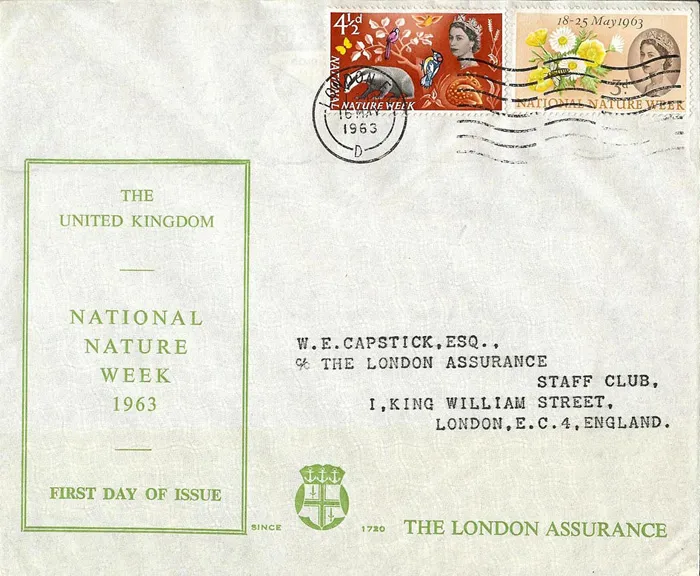 4½d
NATIONAL
NATURE WEEK
18-25 May 1963
3d
NATIONAL NATURE WEEK
16 MAY
1963
D
THE
UNITED KINGDOM
NATIONAL
NATURE
WEEK
1963
FIRST DAY OF ISSUE
W.E.CAPSTICK,ESQ.,
c/o THE LONDON ASSURANCE
STAFF CLUB,
I,KING WILLIAM STREET,
LONDON,E.C.4,ENGLAND.
SINCE 1720 THE LONDON ASSURANCE